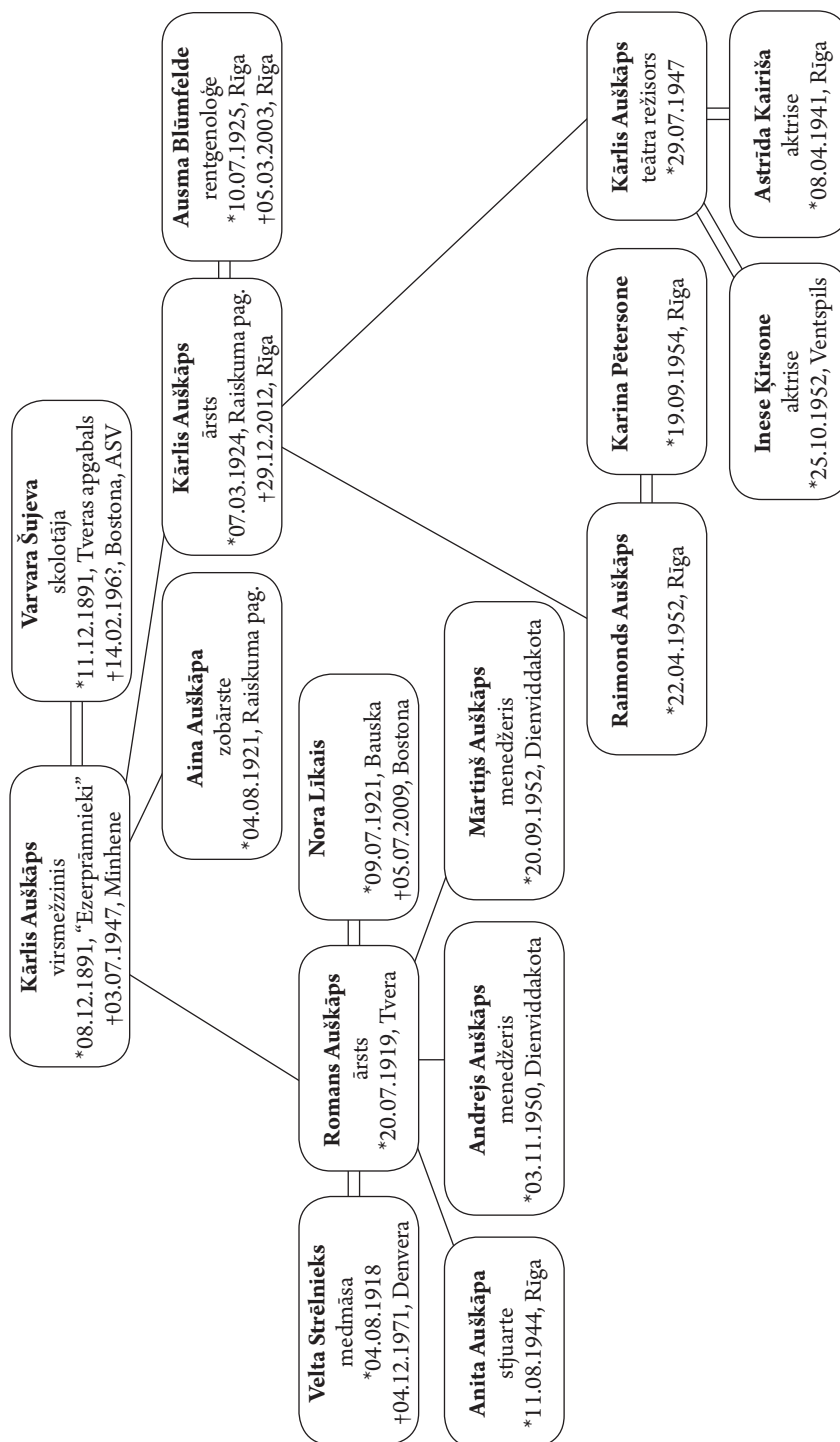 Kārlis Auškāps
virsmežzinis
*08.12.1891, “Ezerprāmnieki”
†03.07.1947, Minhene
Varvara Šujeva
skolotāja
*11.12.1891, Tveras apgabals
†14.02.196?, Bostona, ASV
Aina Auškāpa
zobārste
*04.08.1921, Raiskuma pag.
Kārlis Auškāps
ārsts
*07.03.1924, Raiskuma pag.
†29.12.2012, Rīga
Ausma Blūmfelde
rentgenoloģe
*10.07.1925, Rīga
†05.03.2003, Rīga
Velta Strēlnieks
medmāsa
*04.08.1918
†04.12.1971, Denvera
Romans Auškāps
ārsts
*20.07.1919, Tvera
Nora Līkais
*09.07.1921, Bauska
†05.07.2009, Bostona
Anita Auškāpa
stjuarte
*11.08.1944, Rīga
Andrejs Auškāps
menedžeris
*03.11.1950, Dienviddakota
Mārtiņš Auškāps
menedžeris
*20.09.1952, Dienviddakota
Raimonds Auškāps
*22.04.1952, Rīga
Karina Pētersone
*19.09.1954, Rīga
Kārlis Auškāps
teātra režisors
*29.07.1947
Inese Ķirsone
aktrise
*25.10.1952, Ventspils
Astrīda Kairiša
aktrise
*08.04.1941, Rīga